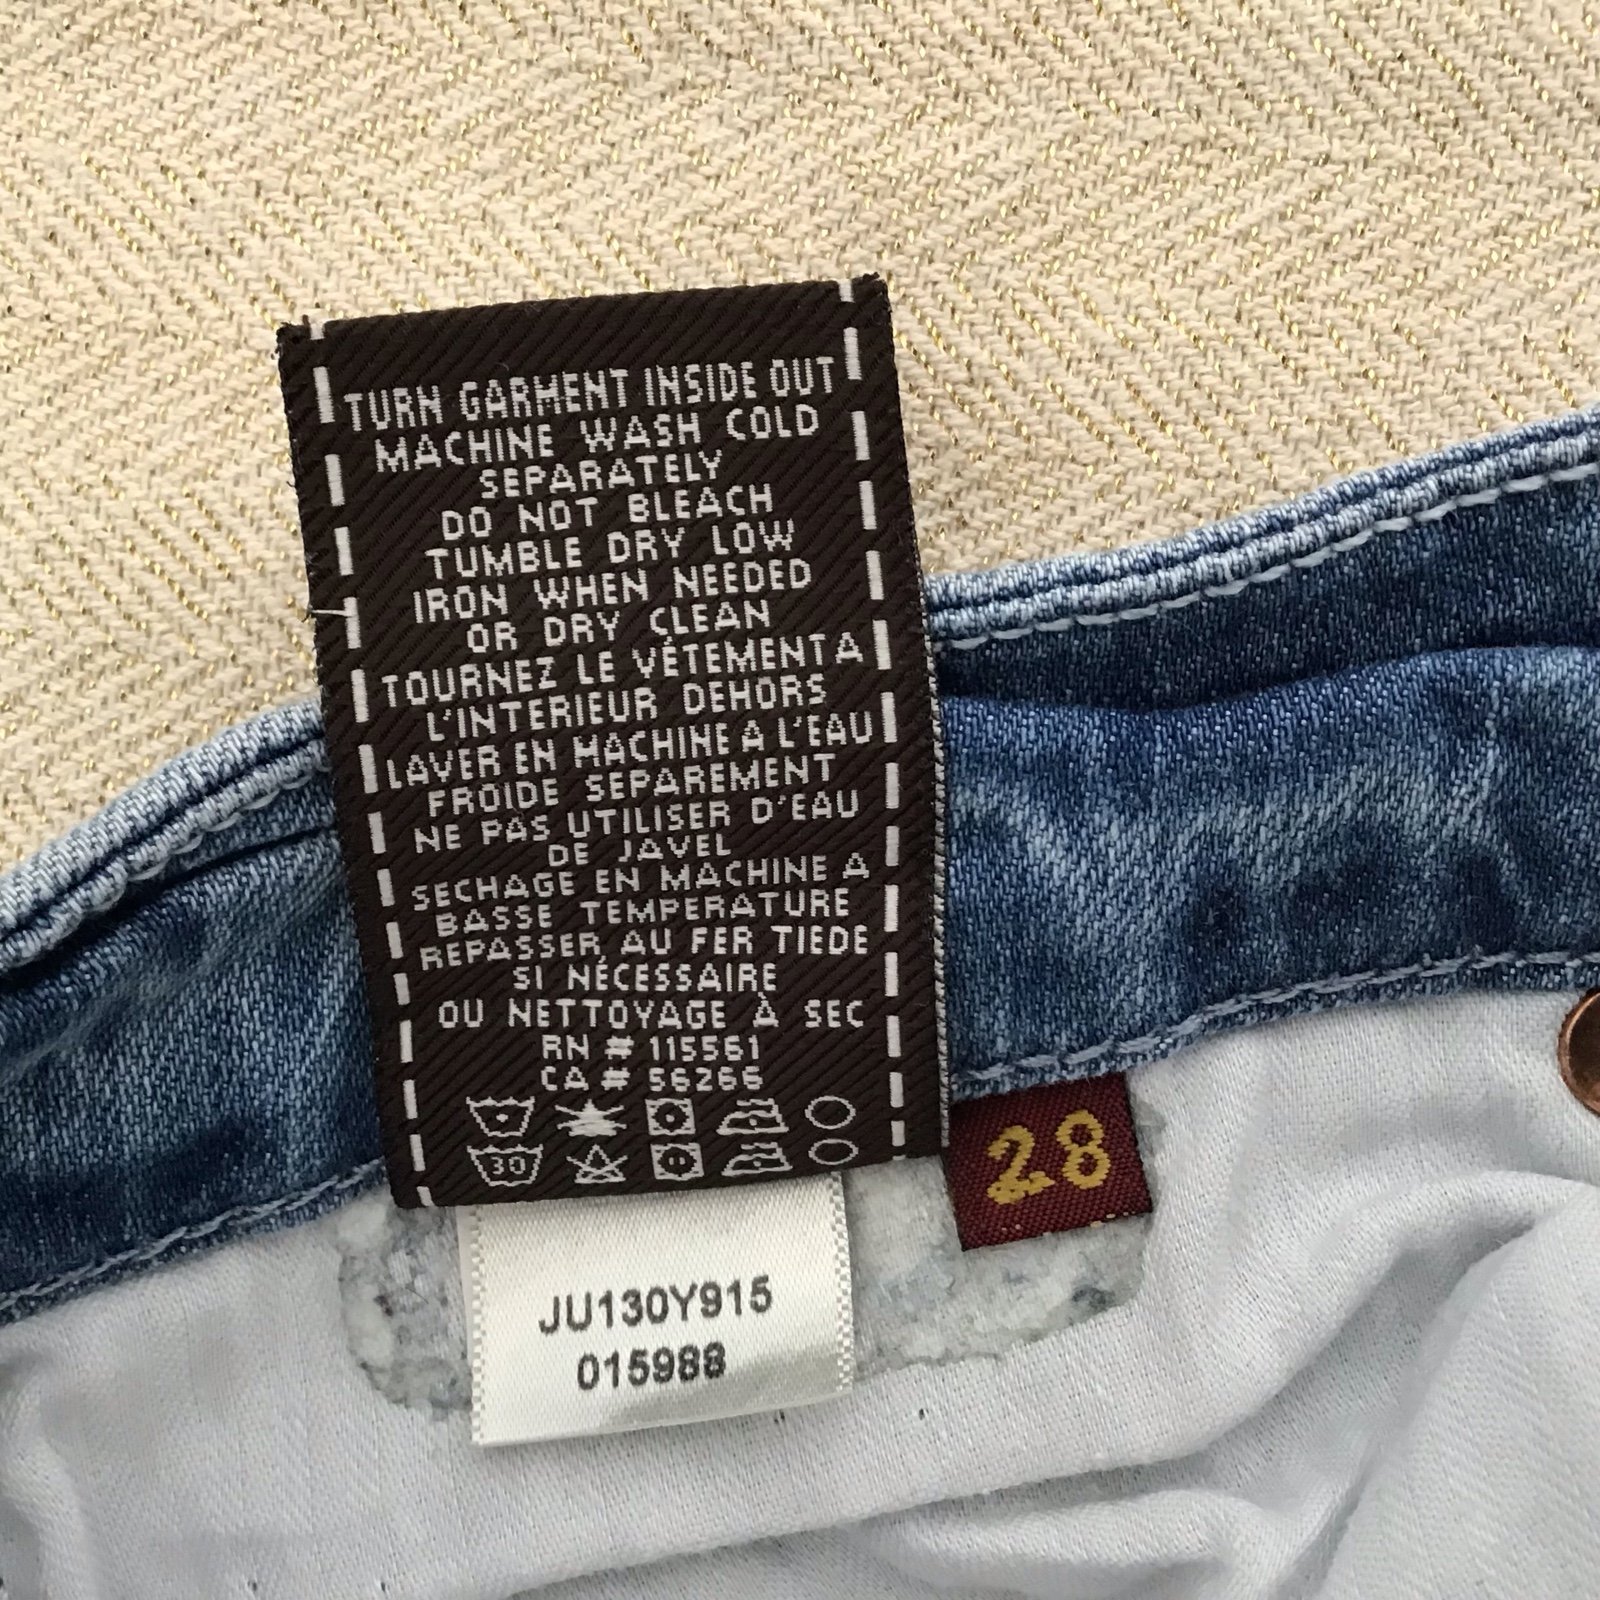 TURN GARMENT INSIDE OUT
MACHINE WASH COLD
SEPARATELY
DO NOT BLEACH
TUMBLE DRY LOW
IRON WHEN NEEDED
OR DRY CLEAN
TOURNEZ LE VÊTEMENT A
L'INTERIEUR DEHORS
LAVER EN MACHINE A L'EAU
FROIDE SEPAREMENT
NE PAS UTILISER D'EAU
DE JAVEL
SECHAGE EN MACHINE A
BASSE TEMPERATURE
REPASSER AU FER TIEDE
SI NÉCESSAIRE
OU NETTOYAGE À SEC
RN # 115561
CA # 56266
30
28
JU130Y915
015988